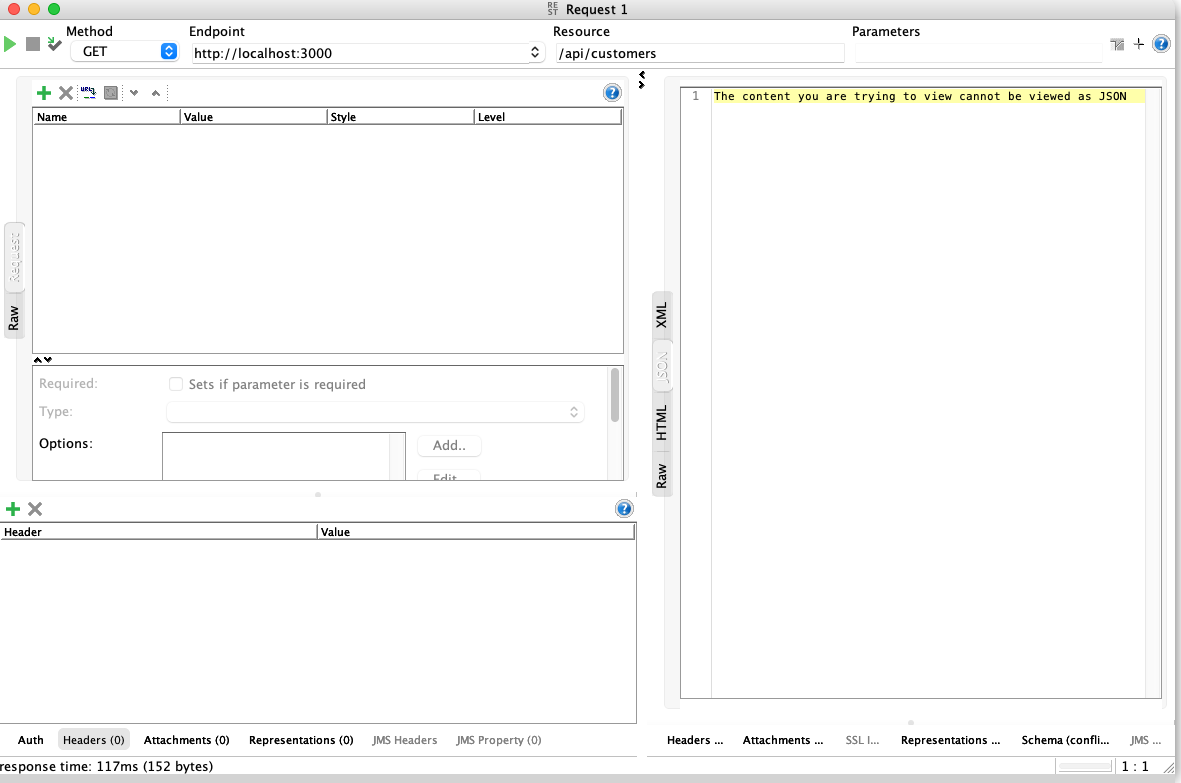 REST Request 1
Method Endpoint Resource Parameters
GET http://localhost:3000 /api/customers
Name Value Style Level
Request
Raw
Required: Sets if parameter is required
Type:
Options: Add..
Edit
Header Value
Auth Headers (0) Attachments (0) Representations (0) JMS Headers JMS Property (0)
response time: 117ms (152 bytes)
1 The content you are trying to view cannot be viewed as JSON
XML
JSON
HTML
Raw
Headers ... Attachments ... SSL I... Representations ... Schema (confli... JMS ...
1 : 1